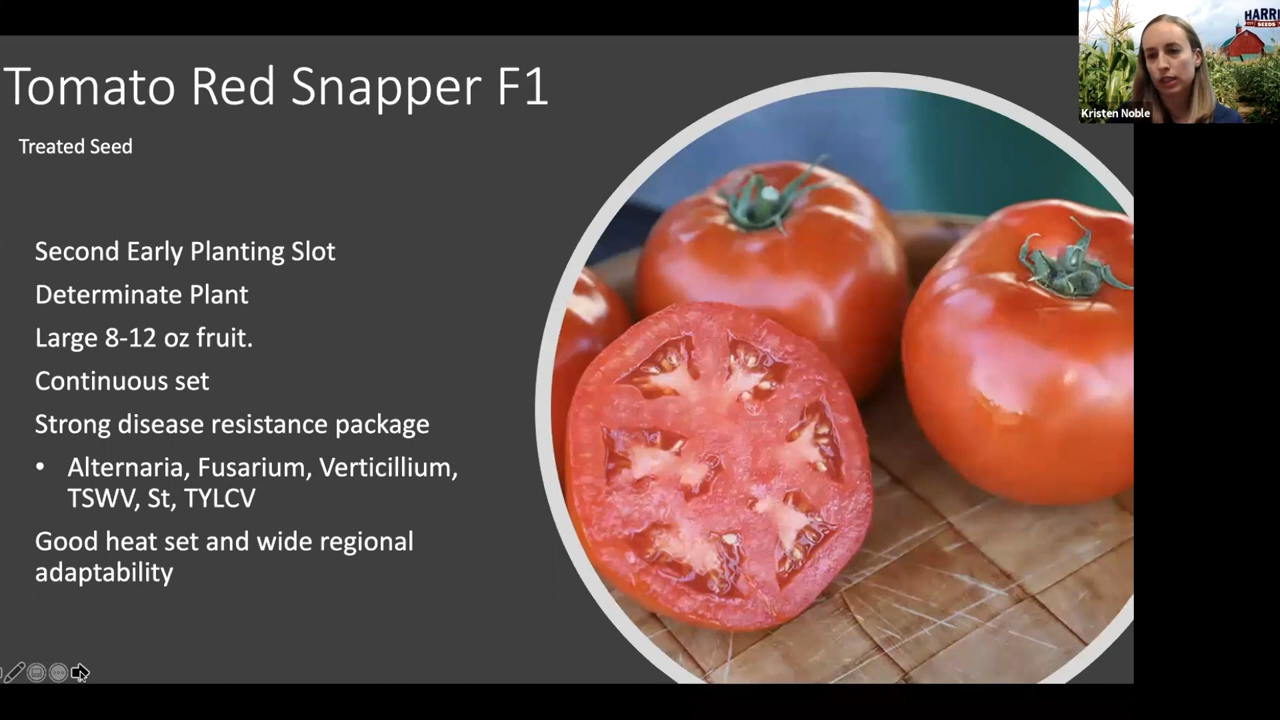 Tomato Red Snapper F1
Treated Seed
Second Early Planting Slot
Determinate Plant
Large 8-12 oz fruit.
Continuous set
Strong disease resistance package
• Alternaria, Fusarium, Verticillium,
TSWV, St, TYLCV
Good heat set and wide regional
adaptability
Kristen Noble
HARRI
SEEDS